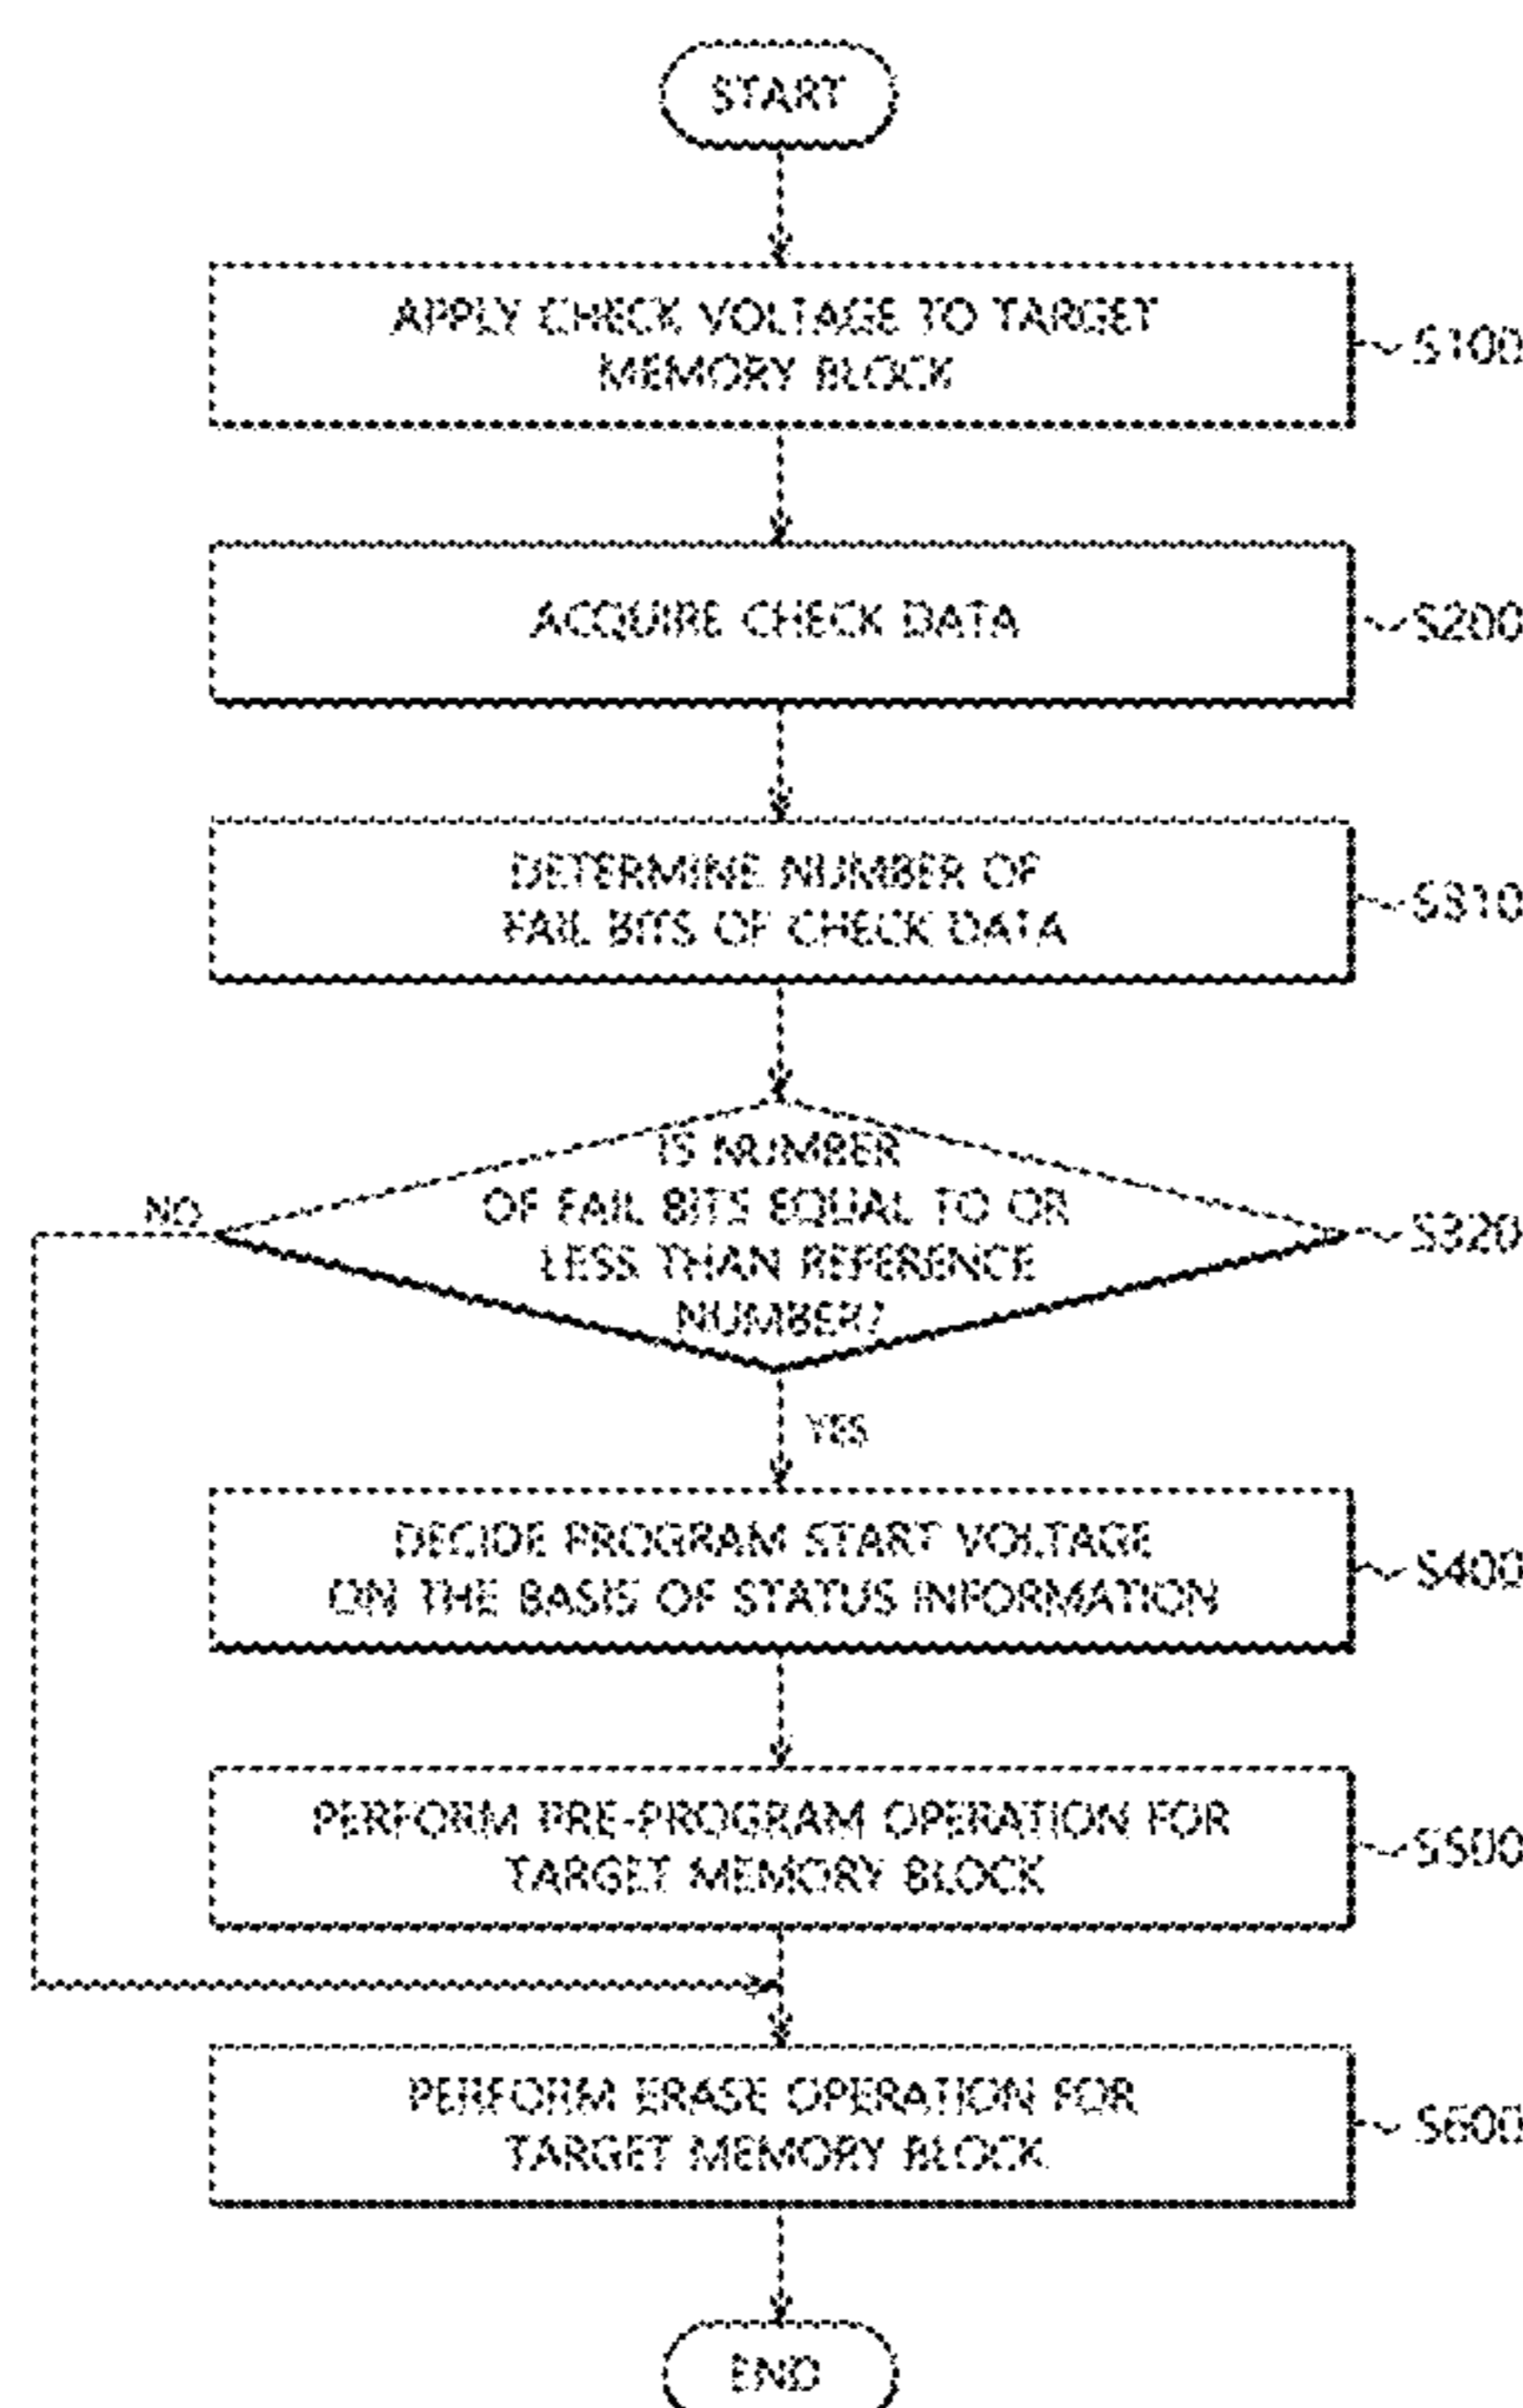 START
APPLY CHECK VOLTAGE TO TARGET
MEMORY BLOCK
S100
ACQUIRE CHECK DATA
S200
DETERMINE NUMBER OF
FAIL BITS OF CHECK DATA
S310
IS NUMBER
OF FAIL BITS EQUAL TO OR
LESS THAN REFERENCE
NUMBER?
S320
NO
YES
DECIDE PROGRAM START VOLTAGE
ON THE BASIS OF STATUS INFORMATION
S400
PERFORM PRE-PROGRAM OPERATION FOR
TARGET MEMORY BLOCK
S500
PERFORM ERASE OPERATION FOR
TARGET MEMORY BLOCK
S600
END